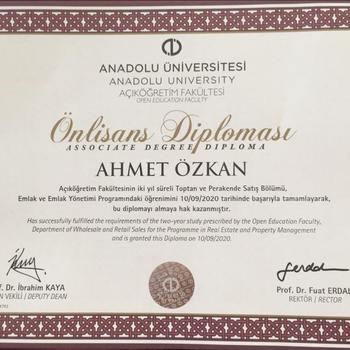 ANADOLU ÜNİVERSİTESİ
ANADOLU UNIVERSITY
AÇIKÖĞRETİM FAKÜLTESİ
OPEN EDUCATION FACULTY
Önlisans Diploması
ASSOCIATE DEGREE DIPLOMA
AHMET ÖZKAN
Açıköğretim Fakültesinin iki yıl süreli Toptan ve Perakende Satış Bölümü,
Emlak ve Emlak Yönetimi Programındaki öğrenimini 10/09/2020 tarihinde başarıyla tamamlayarak,
bu diplomayı almaya hak kazanmıştır.
Has successfully fulfilled the requirements of the two-year study prescribed by the Open Education Faculty,
Department of Wholesale and Retail Sales for the Programme in Real Estate and Property Management
and is granted this Diploma on 10/09/2020.
f. Dr. İbrahim KAYA
N VEKİLİ / DEPUTY DEAN
Prof. Dr. Fuat ERDAL
REKTÖR / RECTOR